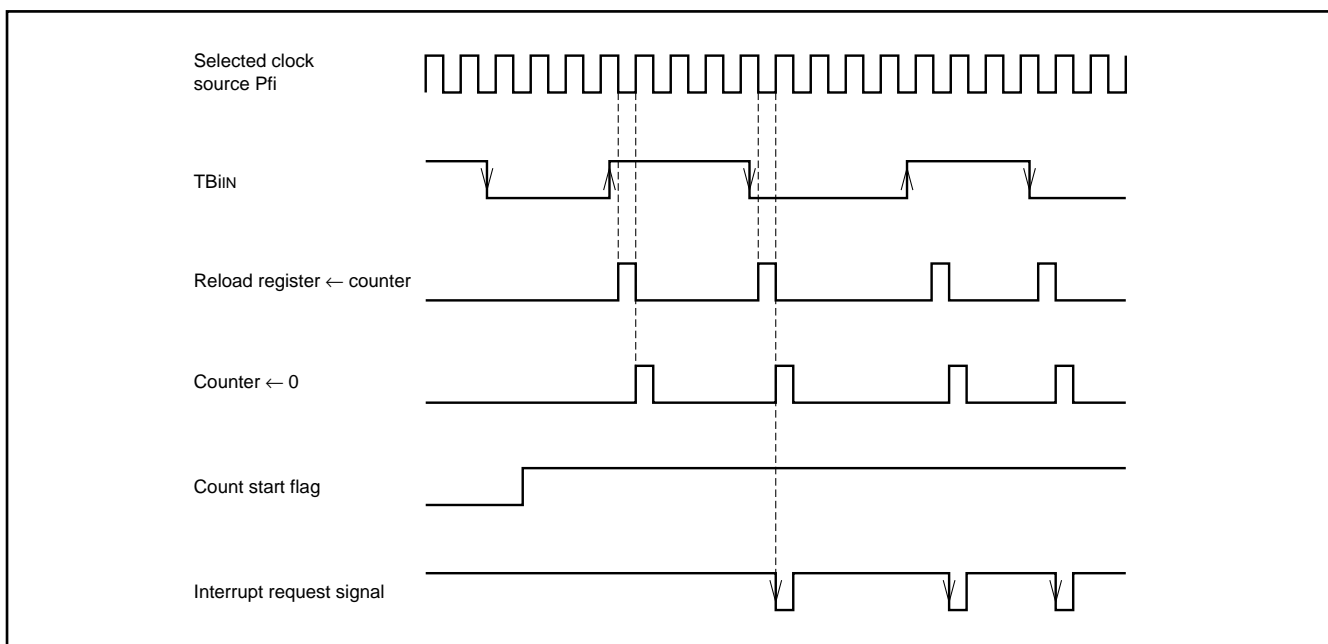 Selected clock
source Pfi
TBiIN
Reload register ← counter
Counter ← 0
Count start flag
Interrupt request signal